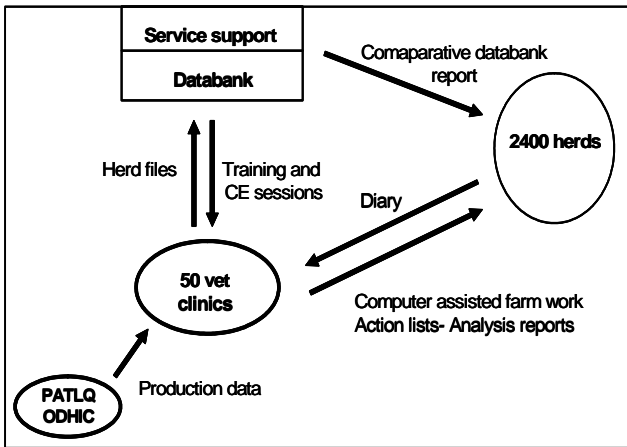 Service support
Databank
Comaparative databank
report
2400 herds
Herd files
Training and
CE sessions
Diary
50 vet
clinics
Computer assisted farm work
Action lists- Analysis reports
PATLQ
ODHIC
Production data